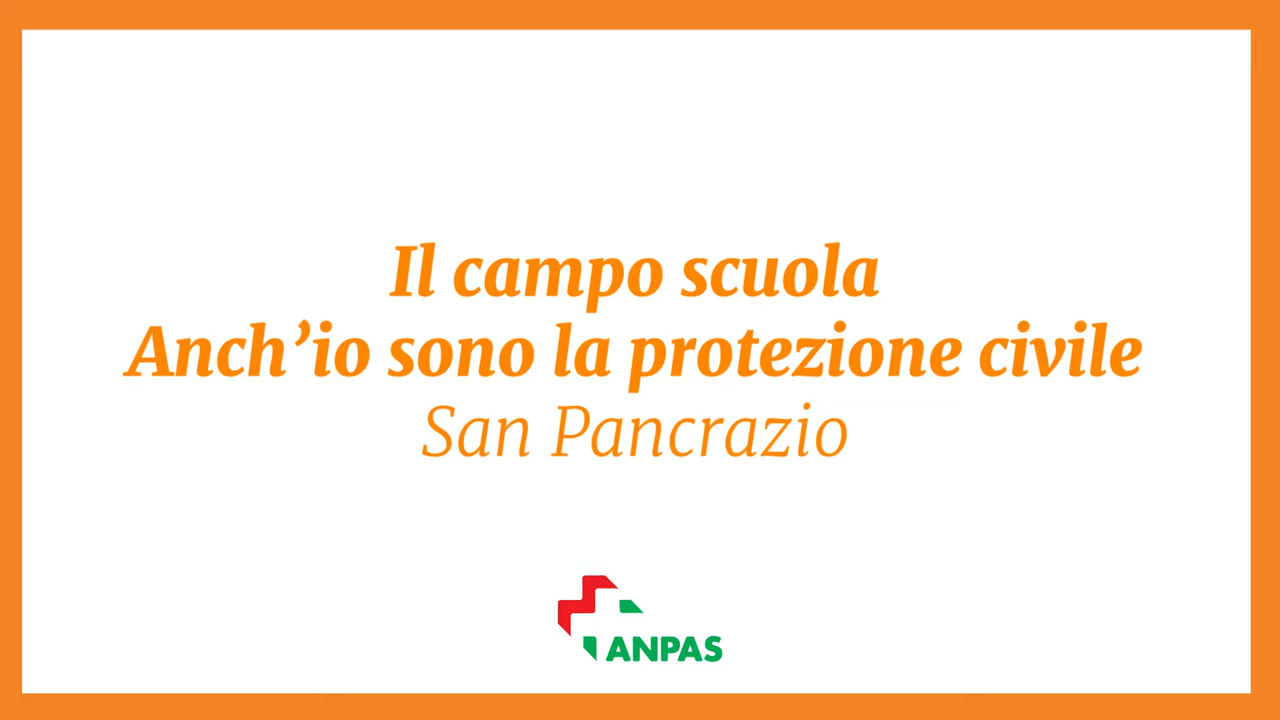 Il campo scuola
Anch’io sono la protezione civile
San Pancrazio
ANPAS